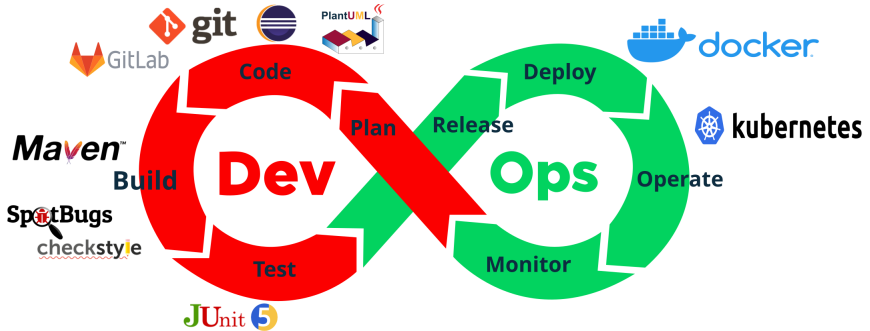 git
PlantUML
GitLab
Code
Deploy
docker
Plan
Release
kubernetes
Maven™
Dev
Ops
Build
Operate
SpotBugs
checkstyle
Test
Monitor
JUnit 5